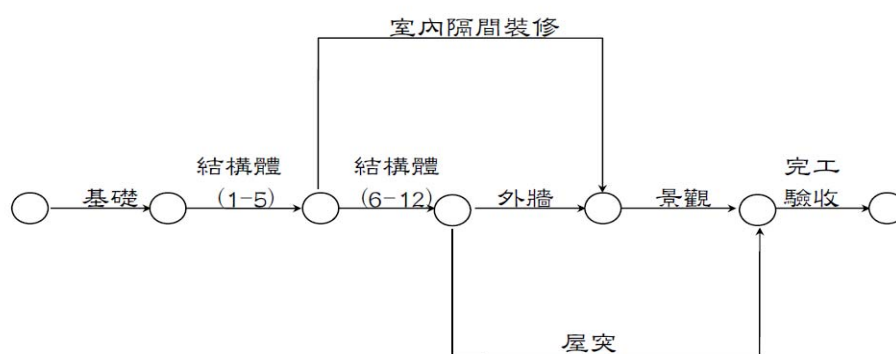 室內隔間裝修
基礎
結構體
(1-5)
結構體
(6-12)
外牆
景觀
完工
驗收
屋突